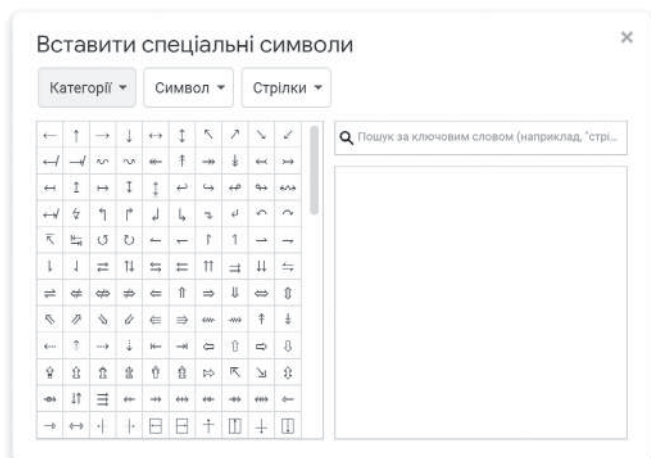 Вставити спеціальні символи
×
Категорії ▾ Символ ▾ Стрілки ▾
Пошук за ключовим словом (наприклад, "стрі...